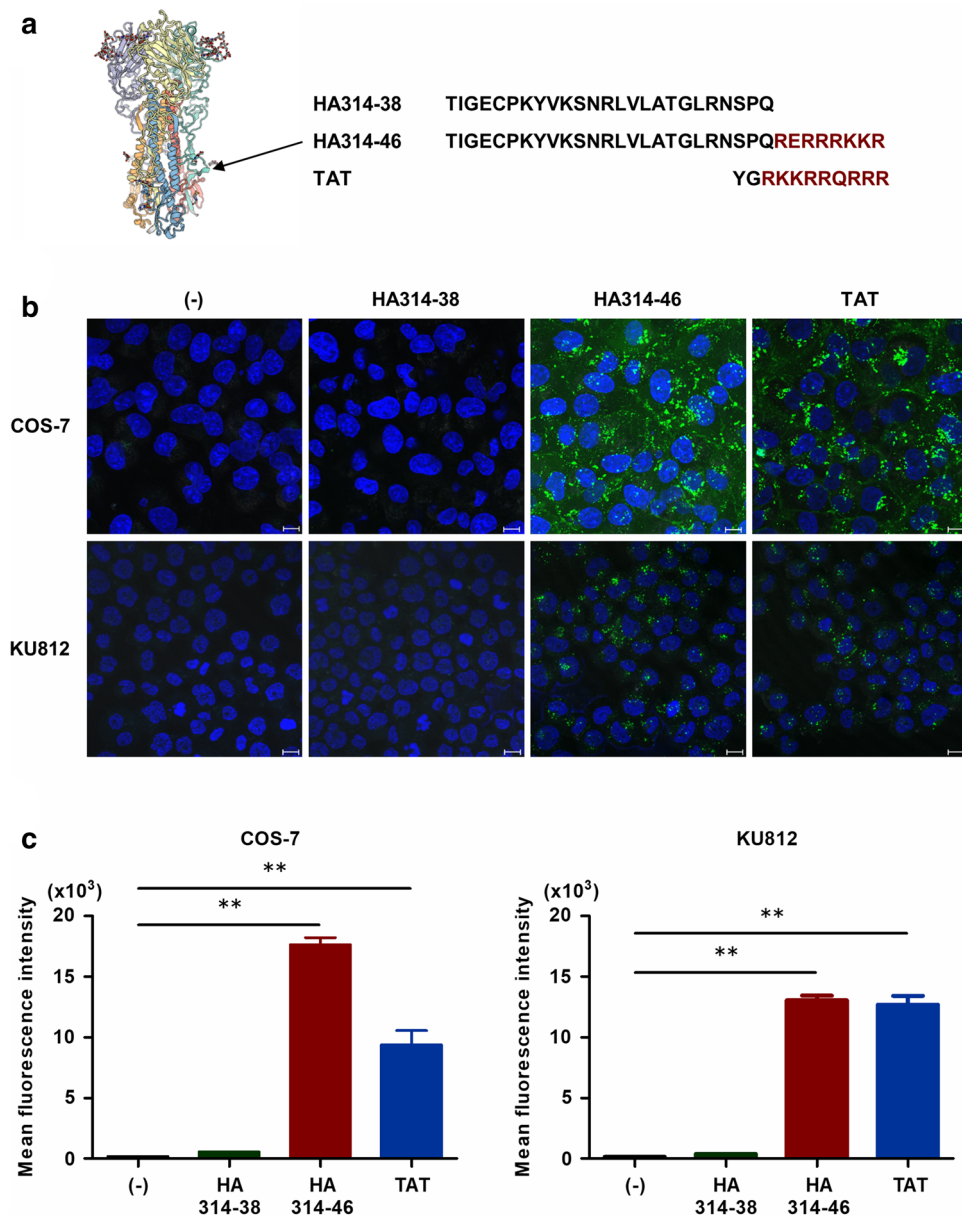 a
HA314-38 TIGECPKYVKSNRLVLATGLRNSPQ
HA314-46 TIGECPKYVKSNRLVLATGLRNSPQRERRRKKR
TAT YGRKKRRQRRR
b
(-) HA314-38 HA314-46 TAT
COS-7
KU812
c
COS-7
(x10³)
Mean fluorescence intensity
20
15
10
5
0
** 
**
(-) HA 314-38 HA 314-46 TAT
KU812
(x10³)
Mean fluorescence intensity
20
15
10
5
0
**
**
(-) HA 314-38 HA 314-46 TAT